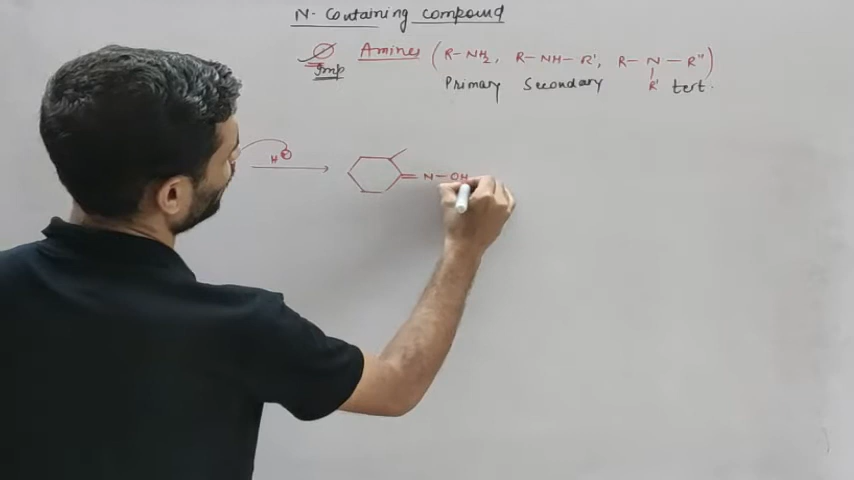 N- Containing compound
Imp Amines (R-NH2, R-NH-R', R-N-R")
R'
Primary Secondary tert.
H⊕
=N-OH